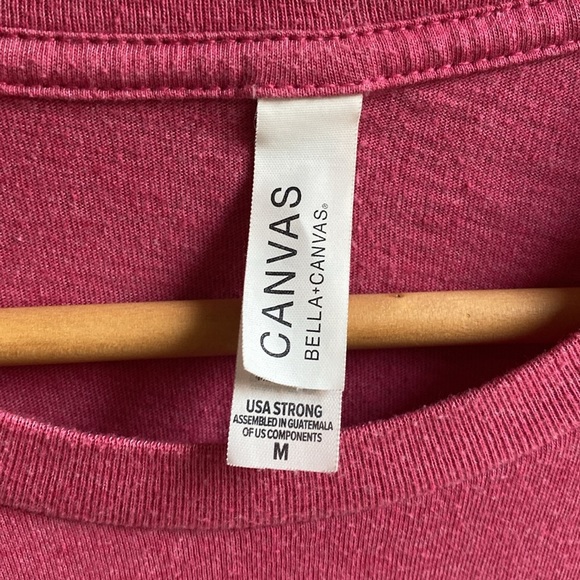 CANVAS
BELLA+CANVAS®
USA STRONG
ASSEMBLED IN GUATEMALA
OF US COMPONENTS
M